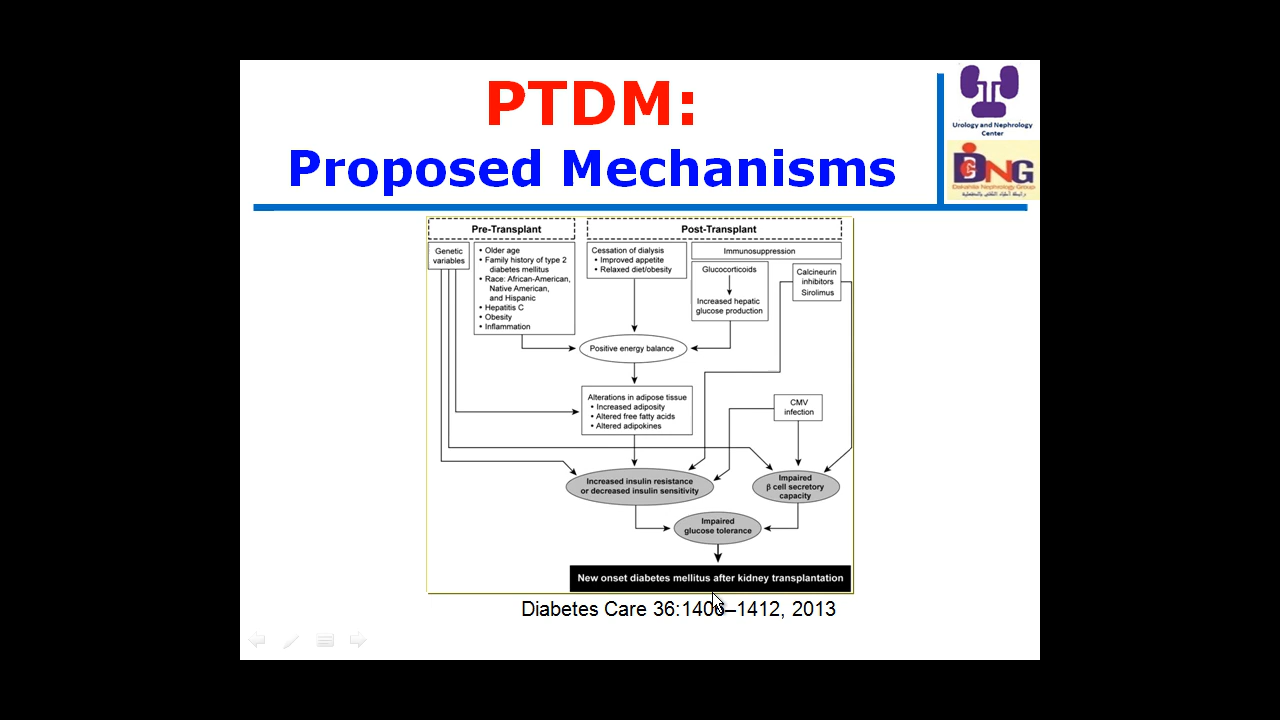 PTDM:
Proposed Mechanisms
Urology and Nephrology
Center
DCNG
Dakahlia Nephrology Group
Pre-Transplant
Post-Transplant
Genetic
variables
• Older age
• Family history of type 2
diabetes mellitus
• Race: African-American,
Native American,
and Hispanic
• Hepatitis C
• Obesity
• Inflammation
Cessation of dialysis
• Improved appetite
• Relaxed diet/obesity
Immunosuppression
Glucocorticoids
Increased hepatic
glucose production
Calcineurin
inhibitors
Sirolimus
Positive energy balance
Alterations in adipose tissue
• Increased adiposity
• Altered free fatty acids
• Altered adipokines
CMV
infection
Increased insulin resistance
or decreased insulin sensitivity
Impaired
β cell secretory
capacity
Impaired
glucose tolerance
New onset diabetes mellitus after kidney transplantation
Diabetes Care 36:1406–1412, 2013